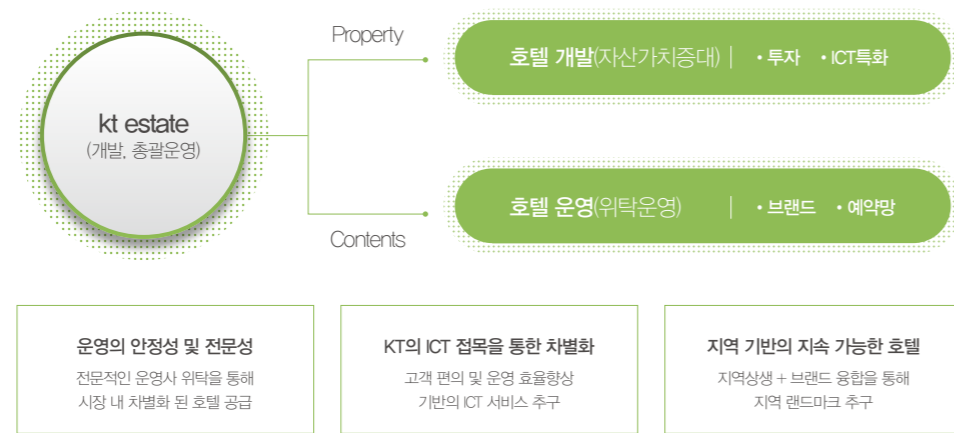 Property
호텔 개발(자산가치증대) | • 투자 • ICT특화
kt estate
(개발, 총괄운영)
호텔 운영(위탁운영) | • 브랜드 • 예약망
Contents
운영의 안정성 및 전문성
전문적인 운영사 위탁을 통해
시장 내 차별화 된 호텔 공급
KT의 ICT 접목을 통한 차별화
고객 편의 및 운영 효율향상
기반의 ICT 서비스 추구
지역 기반의 지속 가능한 호텔
지역상생 + 브랜드 융합을 통해
지역 랜드마크 추구